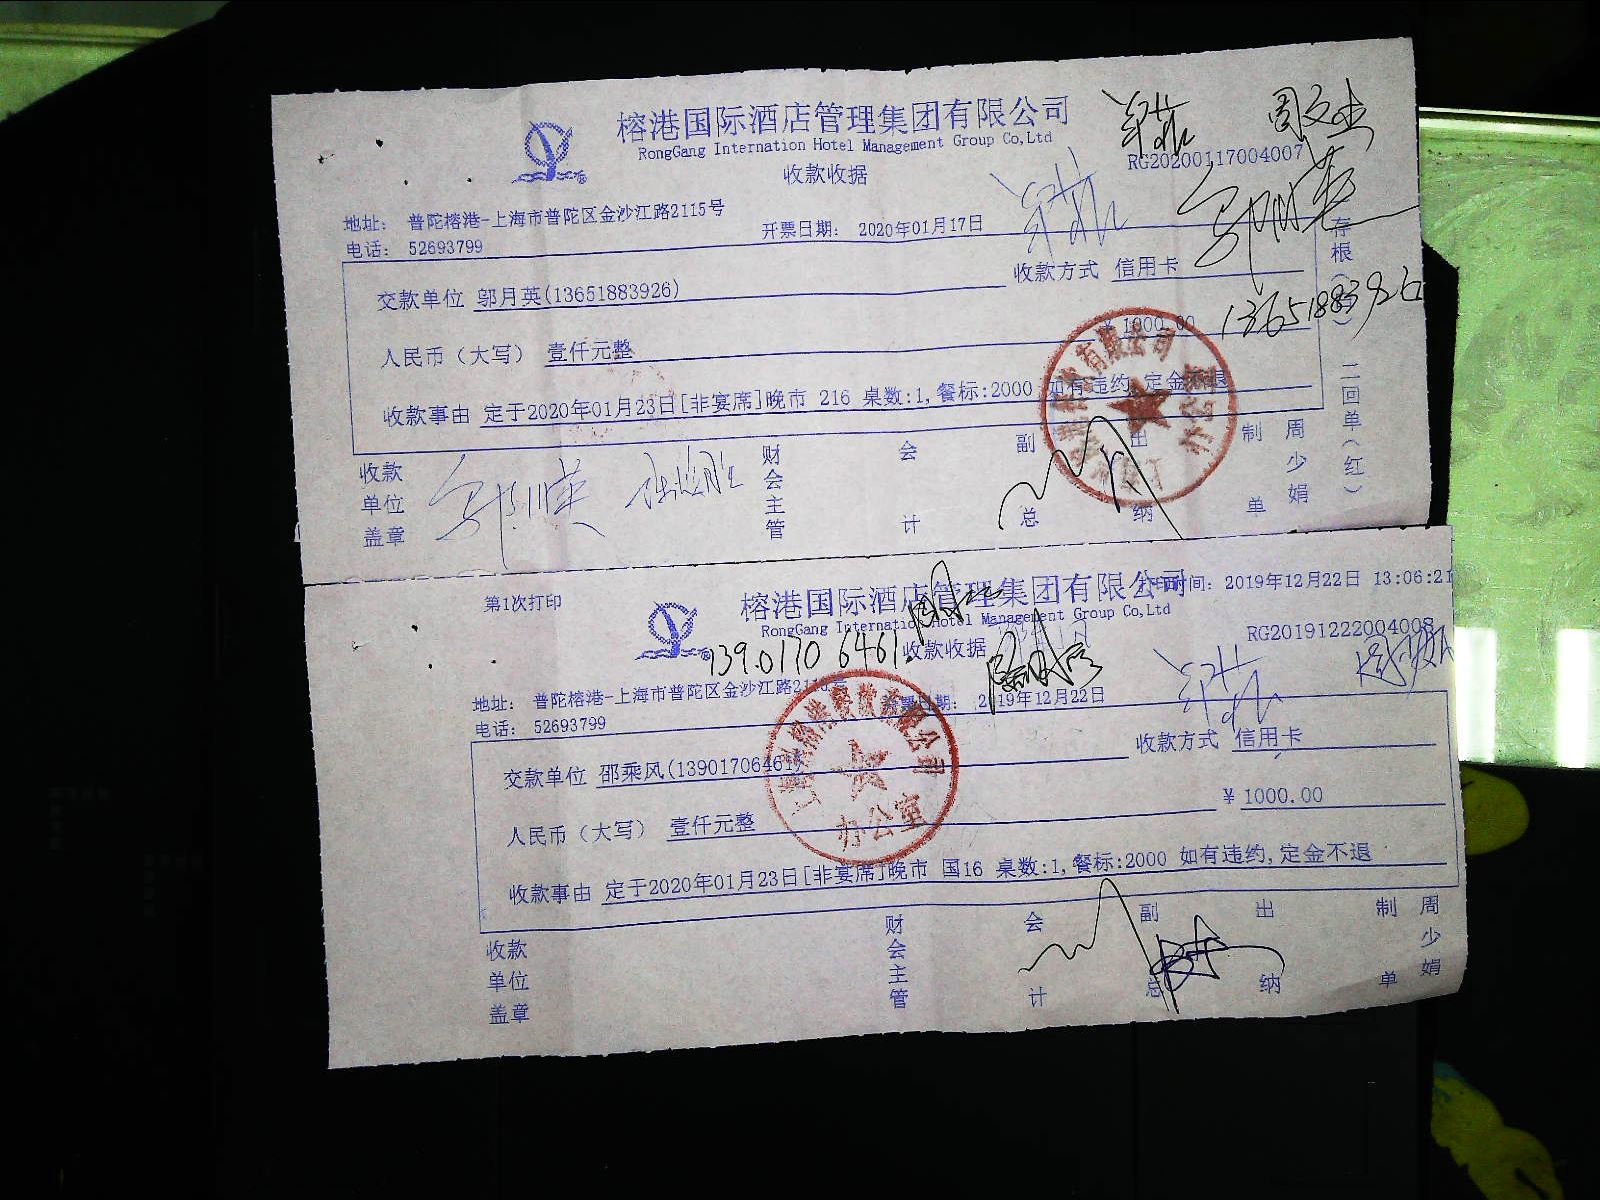 榕港国际酒店管理集团有限公司
RongGang Internation Hotel Management Group Co,Ltd
收款收据
周文
RG20200117004007
地址： 普陀榕港-上海市普陀区金沙江路2115号
开票日期： 2020年01月17日
电话： 52693799
收款方式 信用卡
交款单位 邬月英(13651883926)
13651883926
¥ 1000.00
人民币（大写） 壹仟元整
收款事由 定于2020年01月23日[非宴席]晚市 216 桌数:1,餐标:2000 如有违约,定金不退
存根（ ）二回单（红）
收款单位盖章 财会主管 会计 副总 出纳 制单 周少娟
邬月英
第1次打印
榕港国际酒店管理集团有限公司
打印时间： 2019年12月22日 13:06:21
RongGang Internation Hotel Management Group Co,Ltd
收款收据
13901706461
RG20191222004008
地址： 普陀榕港-上海市普陀区金沙江路2115号
开票日期： 2019年12月22日
电话： 52693799
收款方式 信用卡
交款单位 邵乘风(13901706461)
¥ 1000.00
人民币（大写） 壹仟元整
办公室
收款事由 定于2020年01月23日[非宴席]晚市 国16 桌数:1,餐标:2000 如有违约,定金不退
收款单位盖章 财会主管 会计 副总 出纳 制单 周少娟